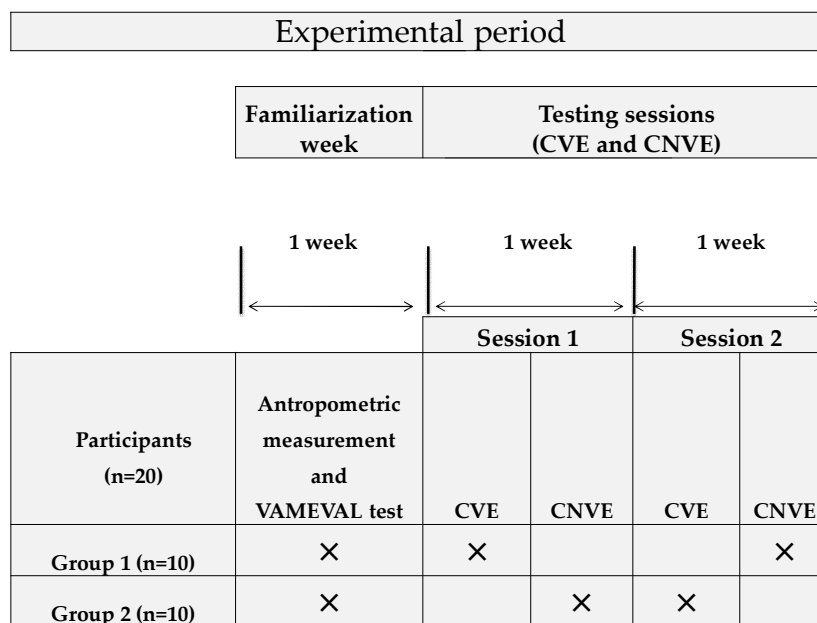 Experimental period
Familiarization
week
Testing sessions
(CVE and CNVE)
1 week
1 week
1 week
Session 1
Session 2
Participants
(n=20)
Antropometric
measurement
and
VAMEVAL test
CVE
CNVE
CVE
CNVE
Group 1 (n=10)
×
×
×
Group 2 (n=10)
×
×
×